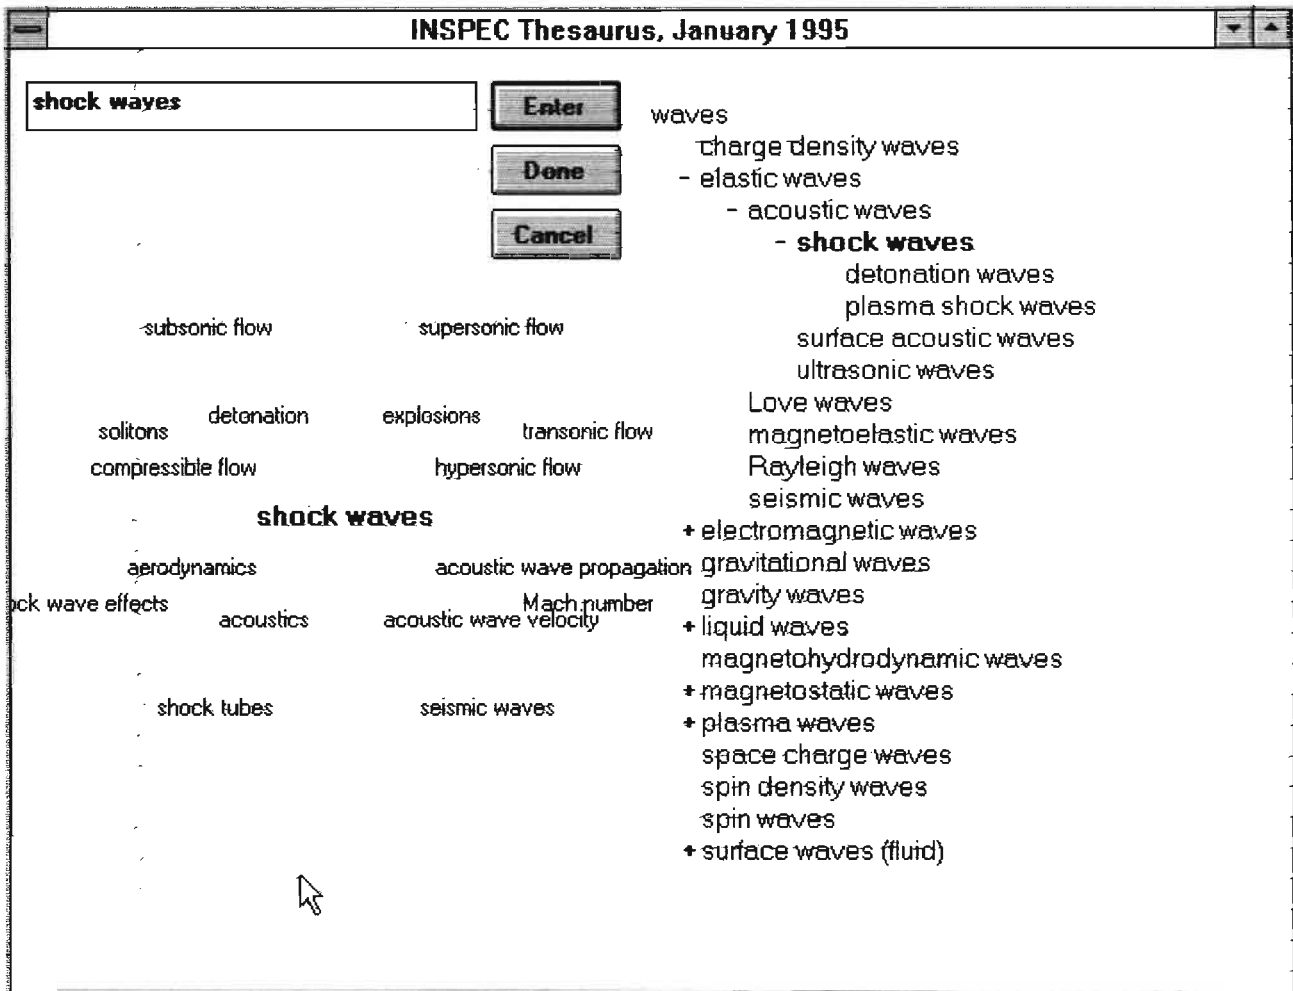 INSPEC Thesaurus, January 1995
shock waves
Enter
Done
Cancel
subsonic flow
supersonic flow
detonation
explosions
solitons
transonic flow
compressible flow
hypersonic flow
shock waves
aerodynamics
acoustic wave propagation
ck wave effects
Mach number
acoustics
acoustic wave velocity
shock tubes
seismic waves
waves
charge density waves
- elastic waves
- acoustic waves
- shock waves
detonation waves
plasma shock waves
surface acoustic waves
ultrasonic waves
Love waves
magnetoelastic waves
Rayleigh waves
seismic waves
+ electromagnetic waves
gravitational waves
gravity waves
+ liquid waves
magnetohydrodynamic waves
+ magnetostatic waves
+ plasma waves
space charge waves
spin density waves
spin waves
+ surface waves (fluid)